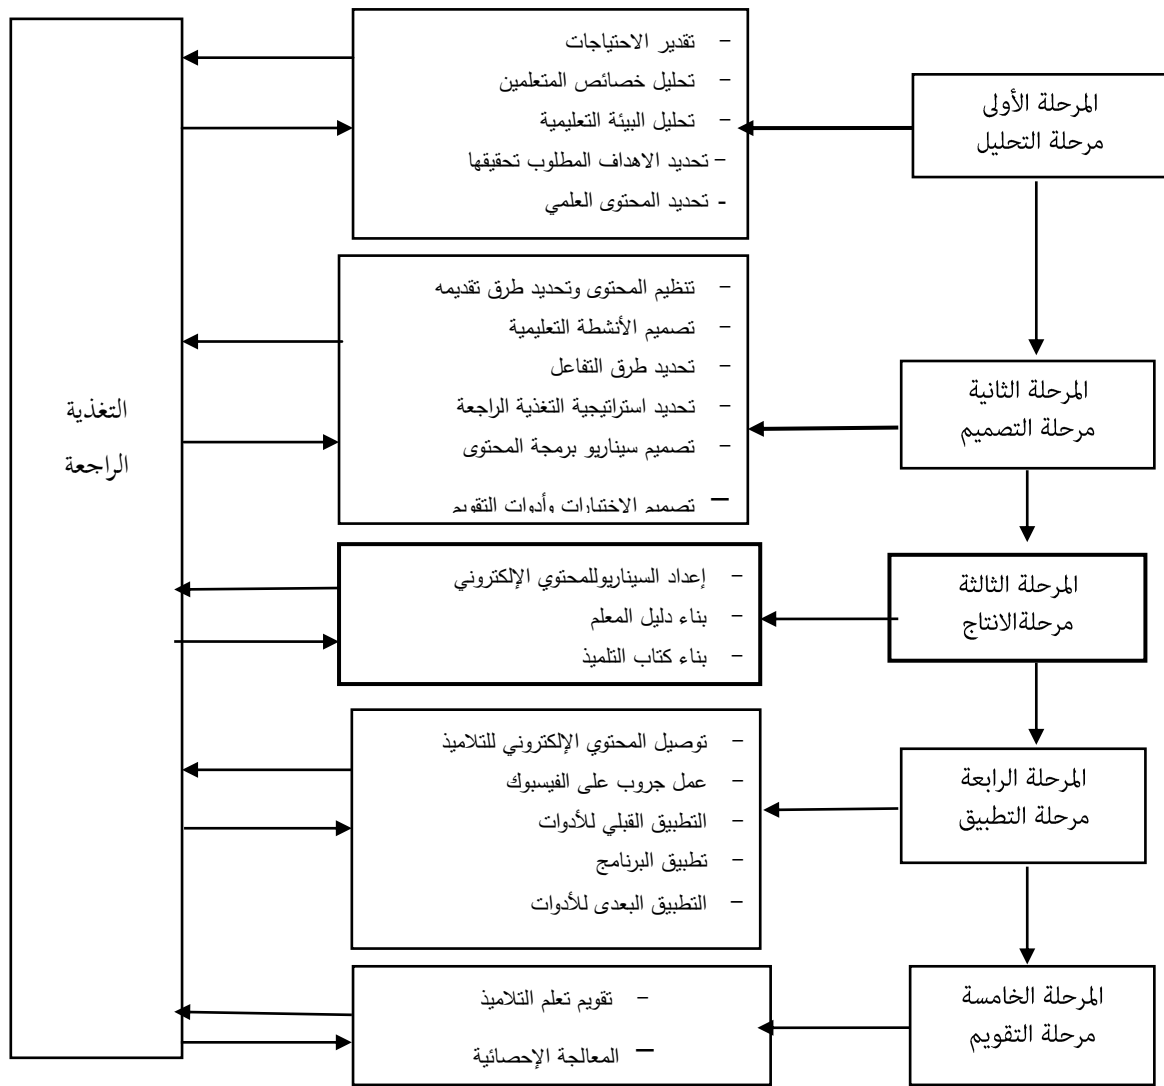 المرحلة الأولى
مرحلة التحليل
- تقدير الاحتياجات
- تحليل خصائص المتعلمين
- تحليل البيئة التعليمية
- تحديد الاهداف المطلوب تحقيقها
- تحديد المحتوى العلمي
المرحلة الثانية
مرحلة التصميم
- تنظيم المحتوى وتحديد طرق تقديمه
- تصميم الأنشطة التعليمية
- تحديد طرق التفاعل
- تحديد استراتيجية التغذية الراجعة
- تصميم سيناريو برمجة المحتوى
- تصميم الاختبارات وأدوات التقويم
المرحلة الثالثة
مرحلةالانتاج
- إعداد السيناريوللمحتوي الإلكتروني
- بناء دليل المعلم
- بناء كتاب التلميذ
المرحلة الرابعة
مرحلة التطبيق
- توصيل المحتوي الإلكتروني للتلاميذ
- عمل جروب على الفيسبوك
- التطبيق القبلي للأدوات
- تطبيق البرنامج
- التطبيق البعدى للأدوات
المرحلة الخامسة
مرحلة التقويم
- تقويم تعلم التلاميذ
- المعالجة الإحصائية
التغذية
الراجعة